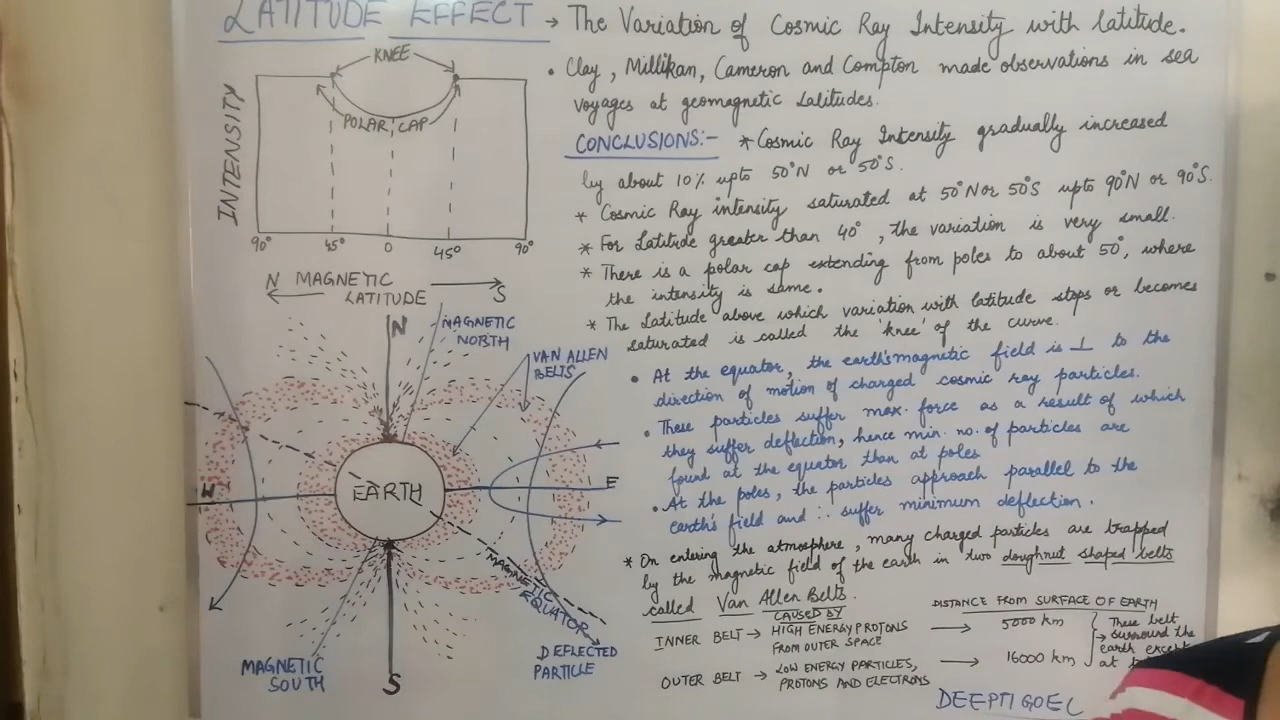 LATITUDE EFFECT → The Variation of Cosmic Ray Intensity with latitude.
• Clay, Millikan, Cameron and Compton made observations in sea
voyages at geomagnetic Latitudes.
CONCLUSIONS:- * Cosmic Ray Intensity gradually increased
by about 10% upto 50°N or 50°S.
* Cosmic Ray intensity saturated at 50°N or 50°S upto 90°N or 90°S.
* For Latitude greater than 40°, the variation is very small.
* There is a polar cap extending from poles to about 50°, where
the intensity is same.
* The Latitude above which variation with latitude stops or becomes
saturated is called the 'knee' of the curve.
• At the equator, the earth's magnetic field is ⊥ to the
direction of motion of charged cosmic ray particles.
• These particles suffer max. force as a result of which
they suffer deflection, hence min. no. of particles are
found at the equator than at poles
• At the poles, the particles approach parallel to the
earth's field and ∴ suffer minimum deflection.
* On entering the atmosphere, many charged particles are trapped
by the magnetic field of the earth in two doughnut shaped belts
called Van Allen Belts.
CAUSED BY
DISTANCE FROM SURFACE OF EARTH
INNER BELT → HIGH ENERGY PROTONS
FROM OUTER SPACE
→ 5000 km
OUTER BELT → LOW ENERGY PARTICLES,
PROTONS AND ELECTRONS
→ 16000 km
These belt
→ surround the
earth except
at
DEEPTI GOEL
KNEE
POLAR CAP
INTENSITY
90° 45° 0 45° 90°
N MAGNETIC
LATITUDE S
N
MAGNETIC
NORTH
VAN ALLEN
BELTS
W
EARTH
E
MAGNETIC
EQUATOR
DEFLECTED
PARTICLE
MAGNETIC
SOUTH
S